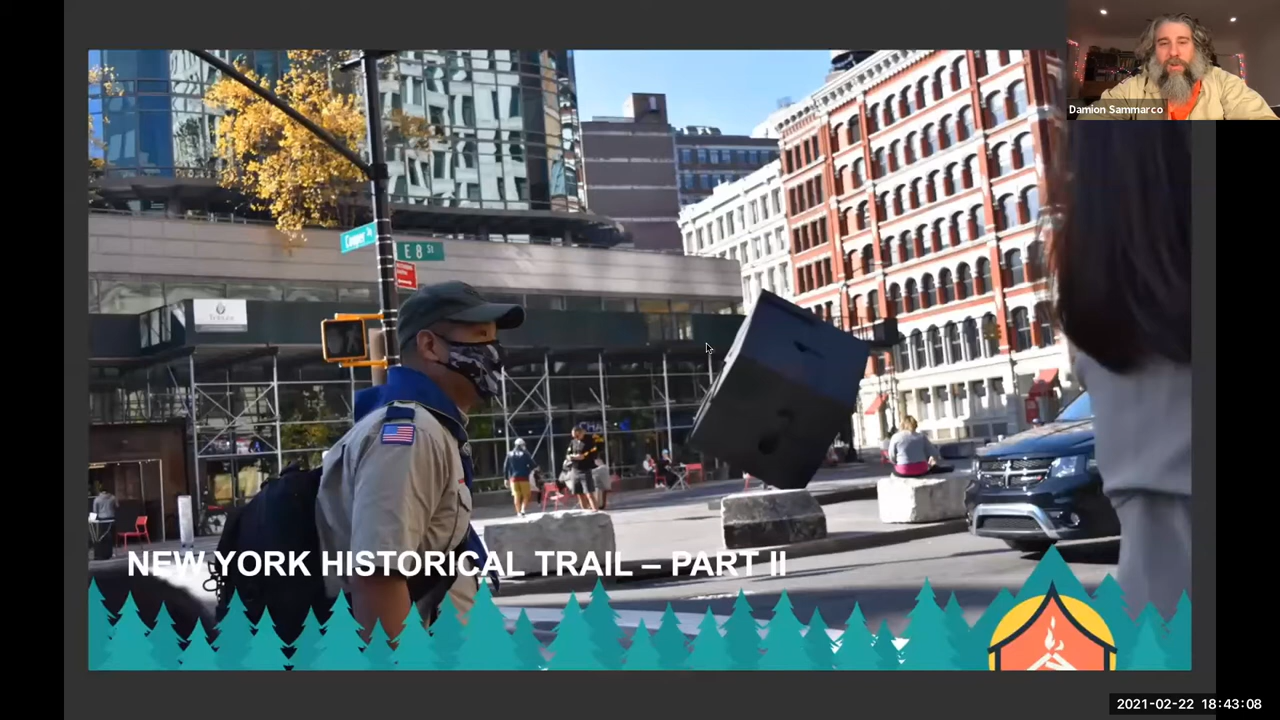 Damion Sammarco
Cooper Sq
E 8 St
NEW YORK HISTORICAL TRAIL – PART II
2021-02-22 18:43:08